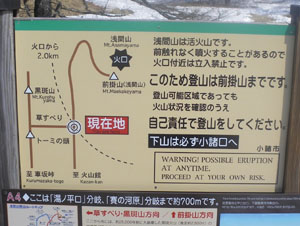 火口から
2.0km
浅間山
Mt.Asamayama
火口
黒斑山
Mt.Kurofu
yama
前掛山
Mt.Maekakeyama
草すべり
現在地
トーミの頭
至 車坂峠
Kurumazaka-toge
至 火山館
Kazan-kan
浅間山は活火山です。
前触れなく噴火することがあるので
火口付近は立入禁止です。
このため登山は前掛山までです。
登山可能区域であっても
火山状況を確認のうえ
自己責任で登山をしてください。
小諸市
下山は必ず小諸口へ
WARNING! POSSIBLE ERUPTION
AT ANYTIME.
PROCEED AT YOUR OWN RISK.
A4
◆ここは「湯ノ平口」分岐、「賽の河原」分岐まで約700mです。
⇐草すべり・黒斑山方向
⇧前掛山方向